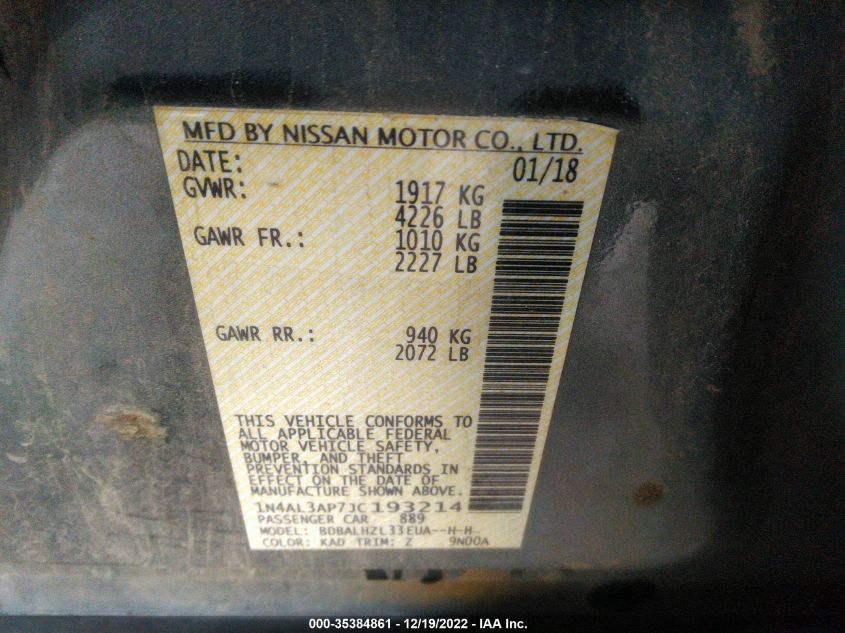 MFD BY NISSAN MOTOR CO., LTD.
DATE: 01/18
GVWR: 1917 KG
4226 LB
GAWR FR.: 1010 KG
2227 LB
GAWR RR.: 940 KG
2072 LB
THIS VEHICLE CONFORMS TO
ALL APPLICABLE FEDERAL
MOTOR VEHICLE SAFETY,
BUMPER, AND THEFT
PREVENTION STANDARDS IN
EFFECT ON THE DATE OF
MANUFACTURE SHOWN ABOVE.
1N4AL3AP7JC193214
PASSENGER CAR 889
MODEL: BDBALHZL33EUA--H-H-
COLOR: KAD TRIM: Z 9N00A
000-35384861 - 12/19/2022 - IAA Inc.